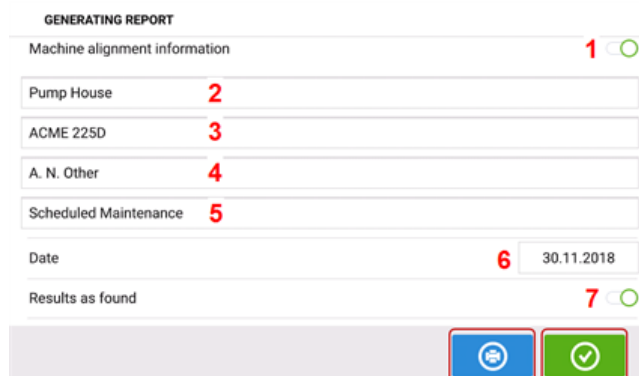 GENERATING REPORT
Machine alignment information 1
Pump House 2
ACME 225D 3
A. N. Other 4
Scheduled Maintenance 5
Date 6 30.11.2018
Results as found 7